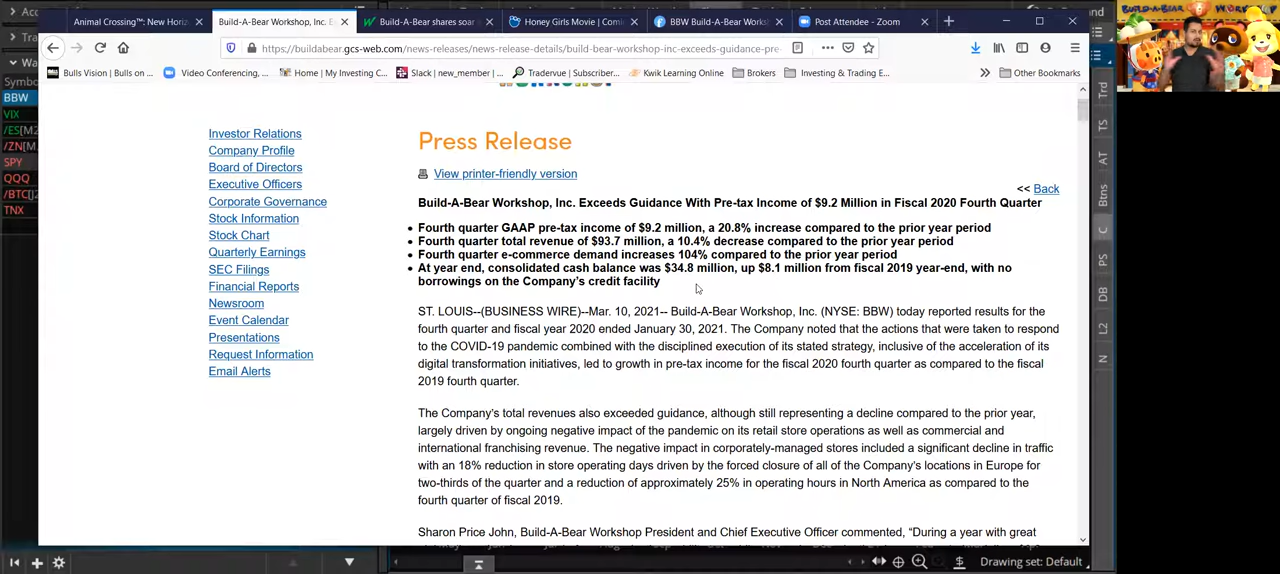 Animal Crossing™: New Horiz
Build-A-Bear Workshop, Inc. E
Build-A-Bear shares soar
Honey Girls Movie | Comi
BBW Build-A-Bear Works
Post Attendee - Zoom
https://buildabear.gcs-web.com/news-releases/news-release-details/build-bear-workshop-inc-exceeds-guidance-pre-
Bulls Vision | Bulls on ...
Video Conferencing, ...
Home | My Investing C...
Slack | new_member | ...
Tradervue | Subscriber...
Kwik Learning Online
Brokers
Investing & Trading E...
Other Bookmarks
Symbo
BBW
VIX
/ES[M2
/ZN[M.
SPY
QQQ
/BTC[J2
TNX
Investor Relations
Company Profile
Board of Directors
Executive Officers
Corporate Governance
Stock Information
Stock Chart
Quarterly Earnings
SEC Filings
Financial Reports
Newsroom
Event Calendar
Presentations
Request Information
Email Alerts
Press Release
View printer-friendly version
<< Back
Build-A-Bear Workshop, Inc. Exceeds Guidance With Pre-tax Income of $9.2 Million in Fiscal 2020 Fourth Quarter
• Fourth quarter GAAP pre-tax income of $9.2 million, a 20.8% increase compared to the prior year period
• Fourth quarter total revenue of $93.7 million, a 10.4% decrease compared to the prior year period
• Fourth quarter e-commerce demand increases 104% compared to the prior year period
• At year end, consolidated cash balance was $34.8 million, up $8.1 million from fiscal 2019 year-end, with no
borrowings on the Company's credit facility
ST. LOUIS--(BUSINESS WIRE)--Mar. 10, 2021-- Build-A-Bear Workshop, Inc. (NYSE: BBW) today reported results for the
fourth quarter and fiscal year 2020 ended January 30, 2021. The Company noted that the actions that were taken to respond
to the COVID-19 pandemic combined with the disciplined execution of its stated strategy, inclusive of the acceleration of its
digital transformation initiatives, led to growth in pre-tax income for the fiscal 2020 fourth quarter as compared to the fiscal
2019 fourth quarter.
The Company's total revenues also exceeded guidance, although still representing a decline compared to the prior year,
largely driven by ongoing negative impact of the pandemic on its retail store operations as well as commercial and
international franchising revenue. The negative impact in corporately-managed stores included a significant decline in traffic
with an 18% reduction in store operating days driven by the forced closure of all of the Company's locations in Europe for
two-thirds of the quarter and a reduction of approximately 25% in operating hours in North America as compared to the
fourth quarter of fiscal 2019.
Sharon Price John, Build-A-Bear Workshop President and Chief Executive Officer commented, "During a year with great
Trd
TS
AT
Btns
C
PS
DB
L2
N
Drawing set: Default